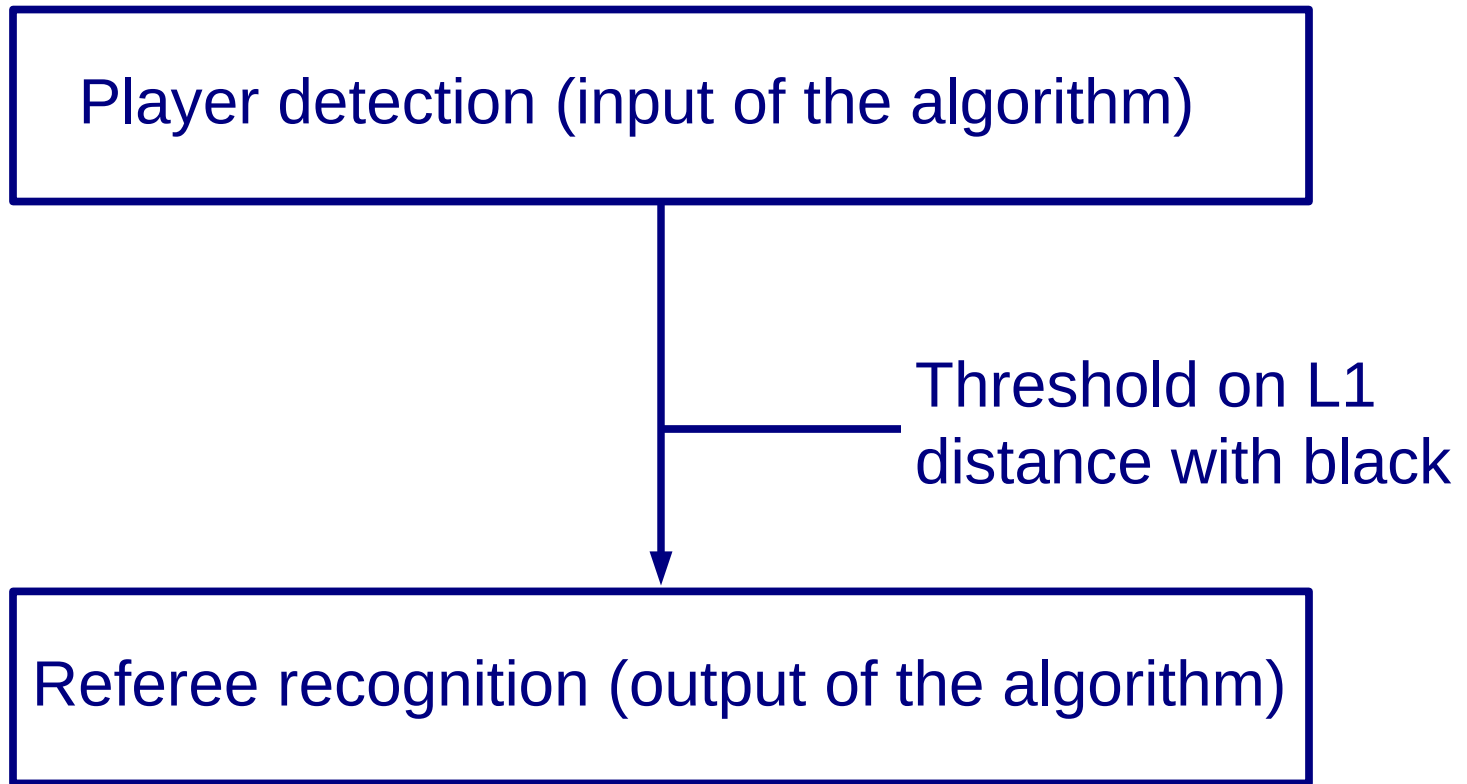 Player detection (input of the algorithm)
Threshold on L1
distance with black
Referee recognition (output of the algorithm)